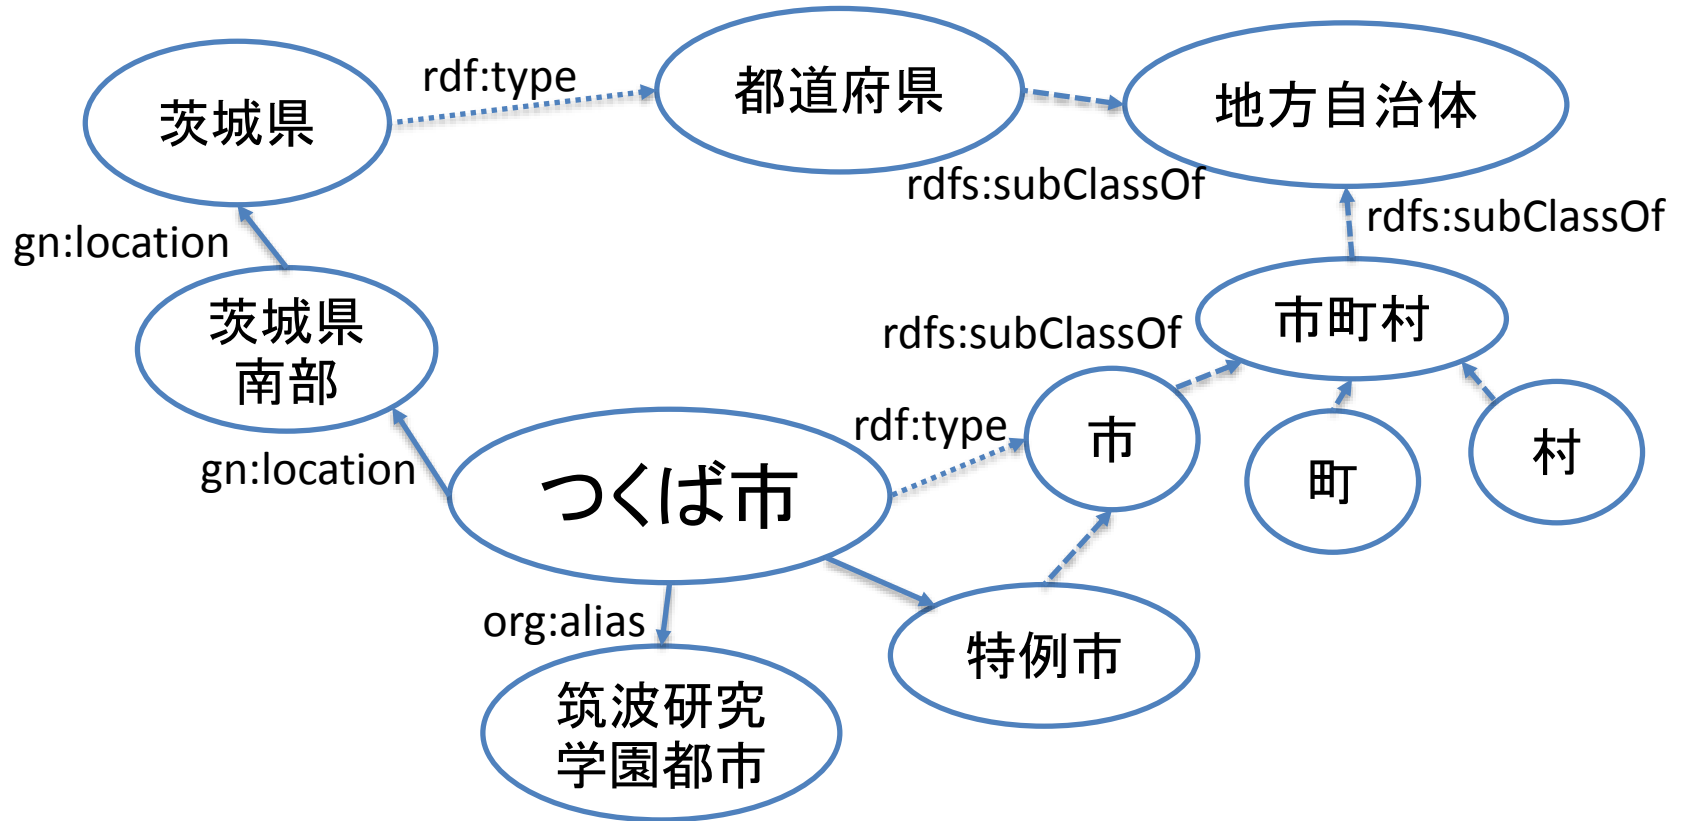 茨城県
rdf:type
都道府県
地方自治体
rdfs:subClassOf
rdfs:subClassOf
gn:location
茨城県
南部
市町村
rdfs:subClassOf
rdf:type
市
町
村
gn:location
つくば市
org:alias
特例市
筑波研究
学園都市